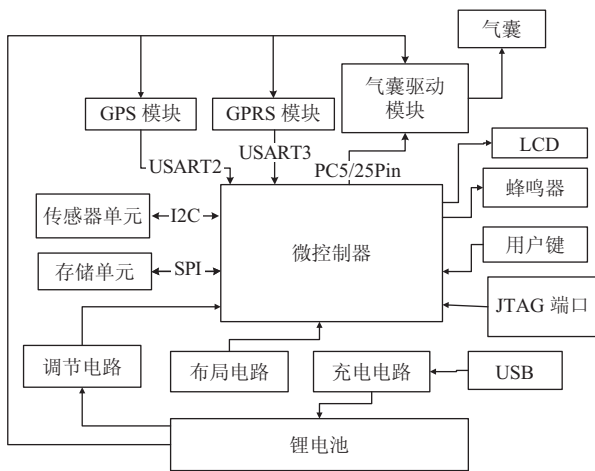 气囊
气囊驱动
模块
GPS 模块
GPRS 模块
LCD
USART2
USART3
PC5/25Pin
蜂鸣器
传感器单元
I2C
微控制器
用户键
存储单元
SPI
JTAG 端口
调节电路
布局电路
充电电路
USB
锂电池